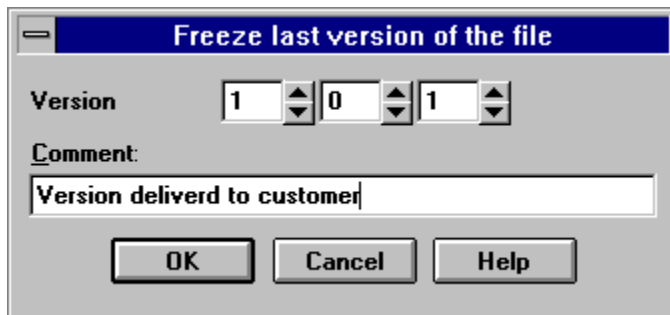 Freeze last version of the file
Version 1 0 1
Comment:
Version deliverd to customer
OK Cancel Help